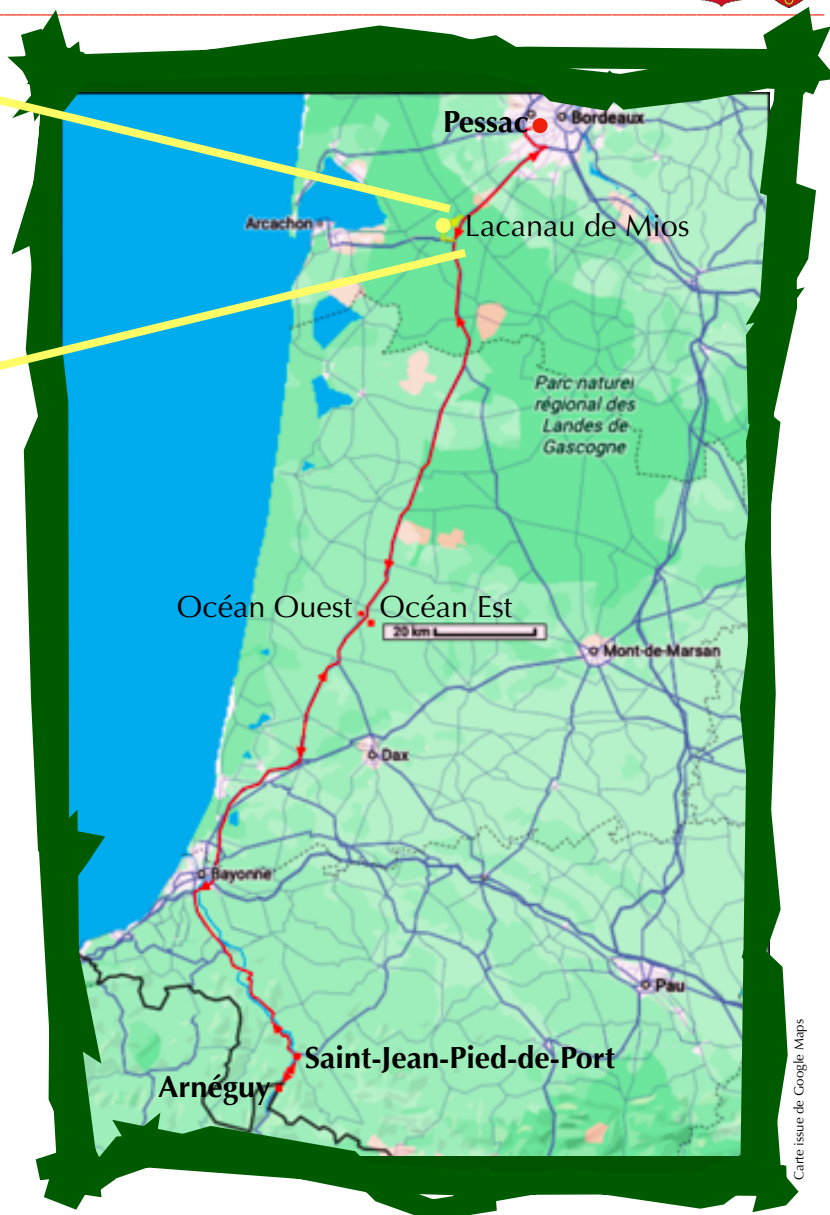 Pessac
Bordeaux
Arcachon
Lacanau de Mios
Parc naturel
régional des
Landes de
Gascogne
Océan Ouest
Océan Est
20 km
Mont-de-Marsan
Dax
Bayonne
Pau
Saint-Jean-Pied-de-Port
Arnéguy
Carte issue de Google Maps